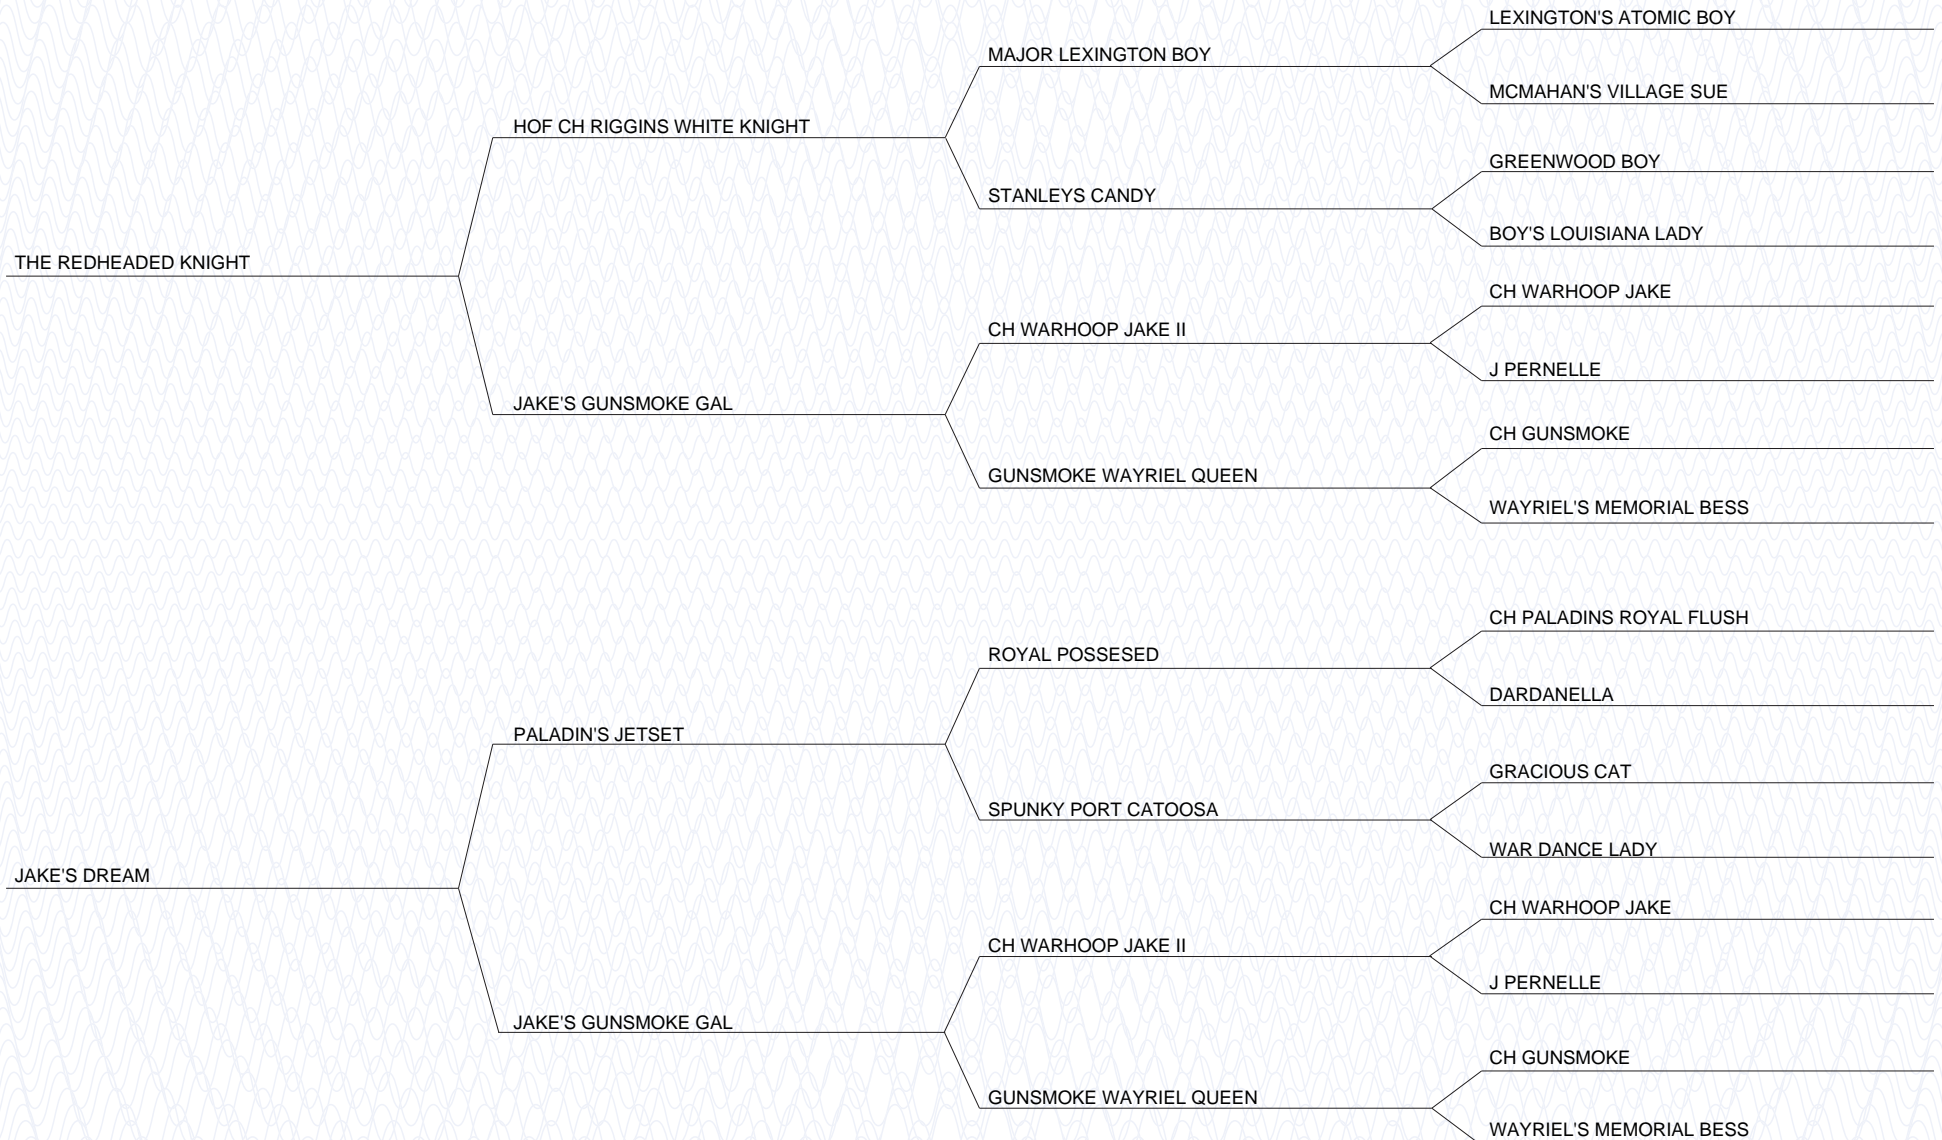 LEXINGTON'S ATOMIC BOY
MAJOR LEXINGTON BOY
MCMAHAN'S VILLAGE SUE
HOF CH RIGGINS WHITE KNIGHT
GREENWOOD BOY
STANLEYS CANDY
BOY'S LOUISIANA LADY
THE REDHEADED KNIGHT
CH WARHOOP JAKE
CH WARHOOP JAKE II
J PERNELLE
JAKE'S GUNSMOKE GAL
CH GUNSMOKE
GUNSMOKE WAYRIEL QUEEN
WAYRIEL'S MEMORIAL BESS
CH PALADINS ROYAL FLUSH
ROYAL POSSESED
DARDANELLA
PALADIN'S JETSET
GRACIOUS CAT
SPUNKY PORT CATOOSA
WAR DANCE LADY
JAKE'S DREAM
CH WARHOOP JAKE
CH WARHOOP JAKE II
J PERNELLE
JAKE'S GUNSMOKE GAL
CH GUNSMOKE
GUNSMOKE WAYRIEL QUEEN
WAYRIEL'S MEMORIAL BESS